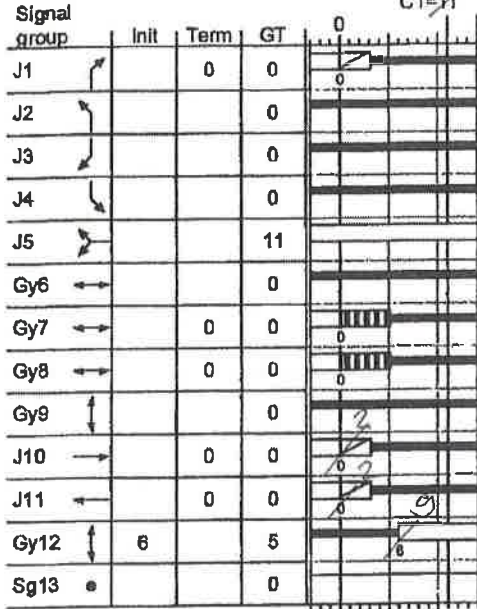 CT=11
Signal group Init Term GT 0
J1 0 0 0
J2 0
J3 0
J4 0
J5 11
Gy6 0
Gy7 0 0 0
Gy8 0 0 0
Gy9 0
J10 0 0 0
J11 0 0 0
Gy12 6 5 6
Sg13 0